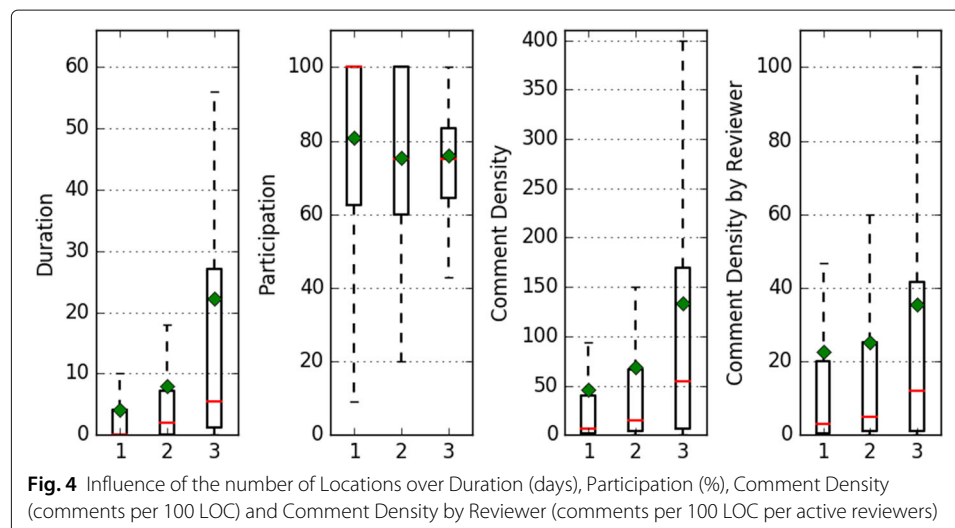 Duration
60
50
40
30
20
10
0
1 2 3
Participation
100
80
60
40
20
0
1 2 3
Comment Density
400
350
300
250
200
150
100
50
0
1 2 3
Comment Density by Reviewer
100
80
60
40
20
0
1 2 3
Fig. 4 Influence of the number of Locations over Duration (days), Participation (%), Comment Density
(comments per 100 LOC) and Comment Density by Reviewer (comments per 100 LOC per active reviewers)